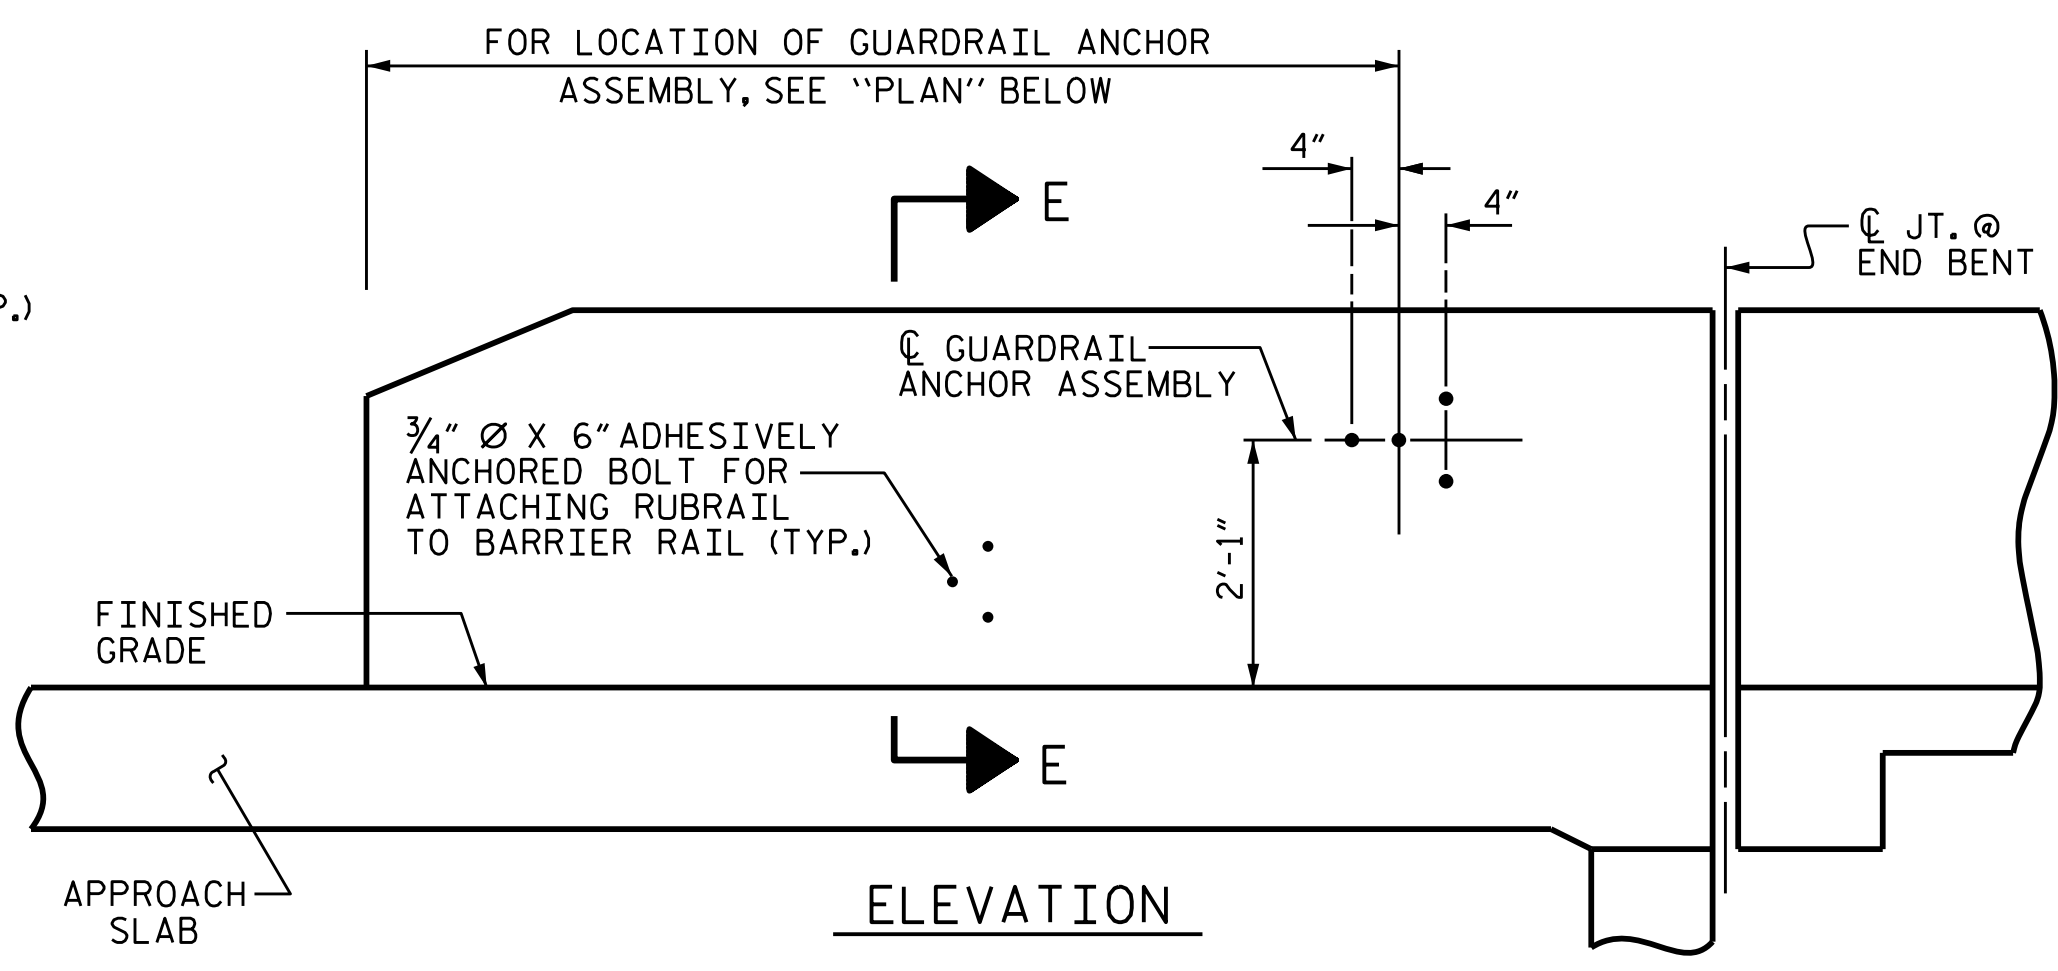 FOR LOCATION OF GUARDRAIL ANCHOR
ASSEMBLY, SEE "PLAN" BELOW
4"
4"
E
℄ JT. @
END BENT
P.)
℄ GUARDRAIL
ANCHOR ASSEMBLY
3/4" Ø X 6" ADHESIVELY
ANCHORED BOLT FOR
ATTACHING RUBRAIL
TO BARRIER RAIL (TYP.)
2'-1"
FINISHED
GRADE
E
APPROACH
SLAB
ELEVATION